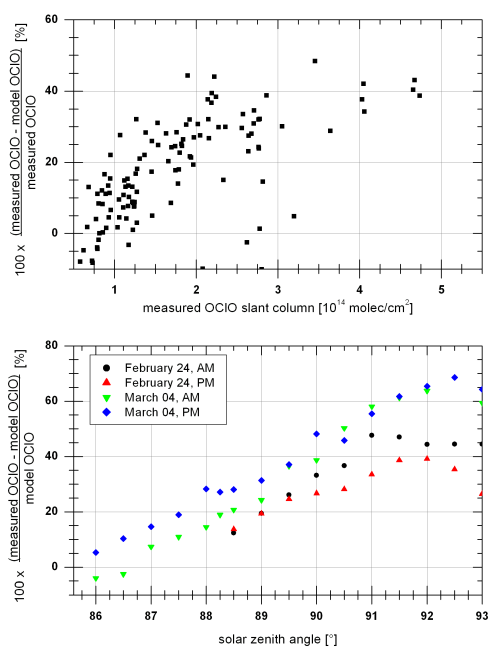 100 x (measured OClO - model OClO) [%]
measured OClO
60
40
20
0
1 2 3 4 5
measured OClO slant column [10^14 molec/cm^2]
100 x (measured OClO - model OClO) [%]
model OClO
80
60
40
20
0
February 24, AM
February 24, PM
March 04, AM
March 04, PM
86 87 88 89 90 91 92 93
solar zenith angle [°]